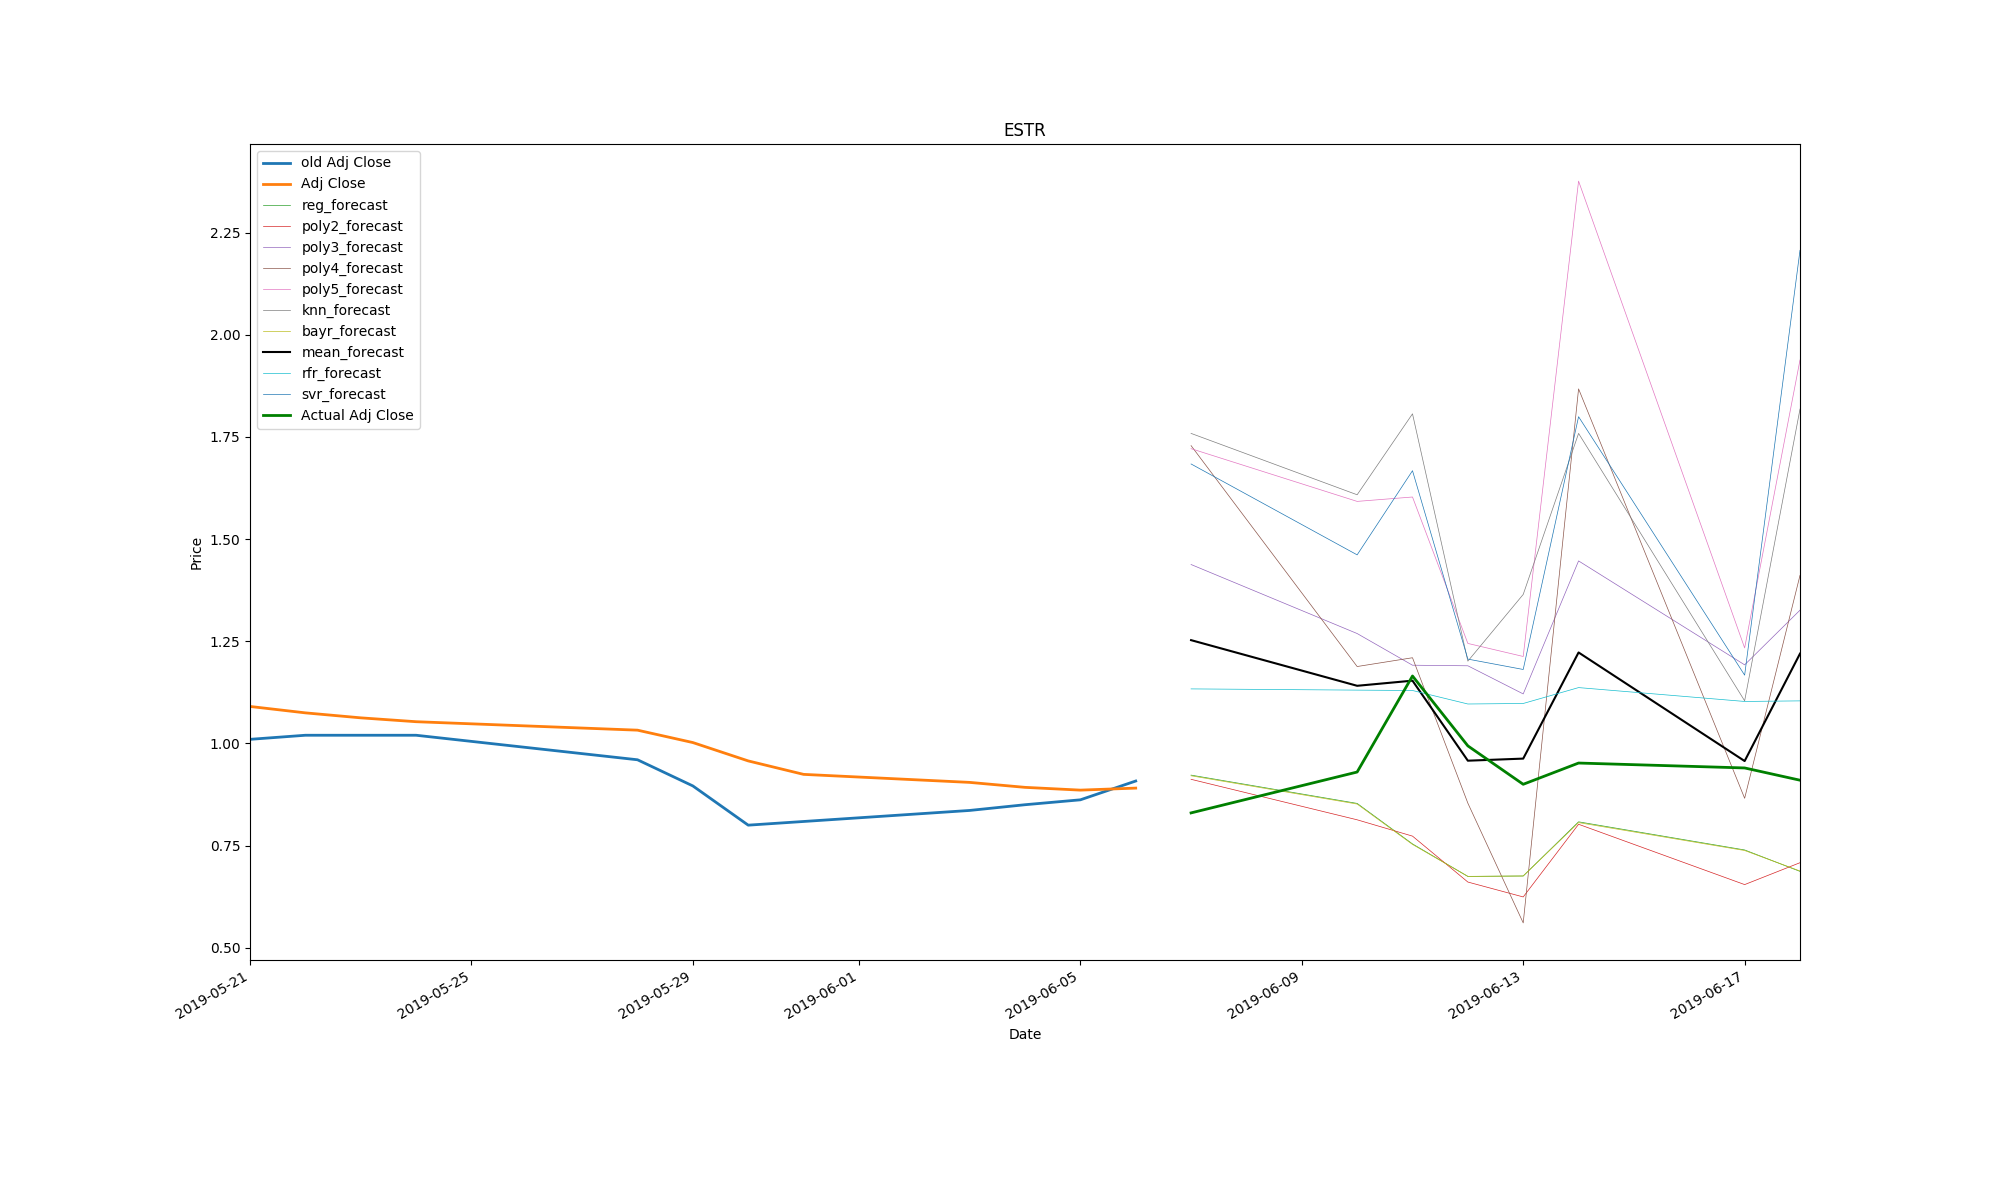 ESTR
old Adj Close
Adj Close
reg_forecast
poly2_forecast
poly3_forecast
poly4_forecast
poly5_forecast
knn_forecast
bayr_forecast
mean_forecast
rfr_forecast
svr_forecast
Actual Adj Close
2.25
2.00
1.75
1.50
1.25
1.00
0.75
0.50
Price
2019-05-21
2019-05-25
2019-05-29
2019-06-01
2019-06-05
2019-06-09
2019-06-13
2019-06-17
Date